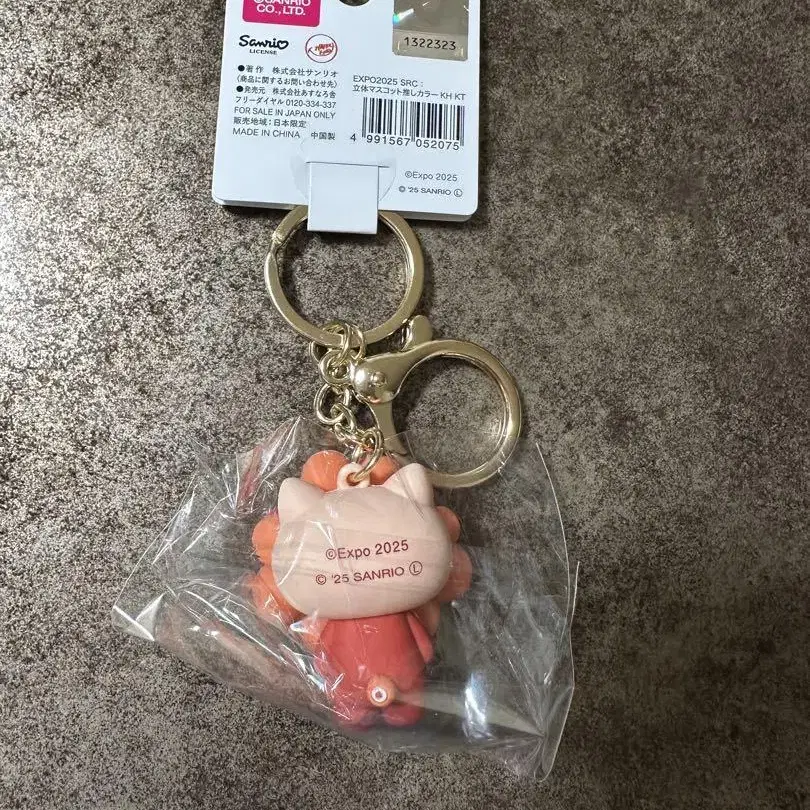 ©SANRIO
CO., LTD.
Sanrio
LICENSE
1322323
●著作 株式会社サンリオ
(商品に関するお問い合わせ先)
●発売元 株式会社あすなろ舎
フリーダイヤル 0120-334-337
FOR SALE IN JAPAN ONLY
販売地域:日本限定
MADE IN CHINA 中国製
EXPO2025 SRC:
立体マスコット推しカラー KH KT
4 991567 052075
©Expo 2025
© '25 SANRIO Ⓛ
©Expo 2025
© '25 SANRIO Ⓛ